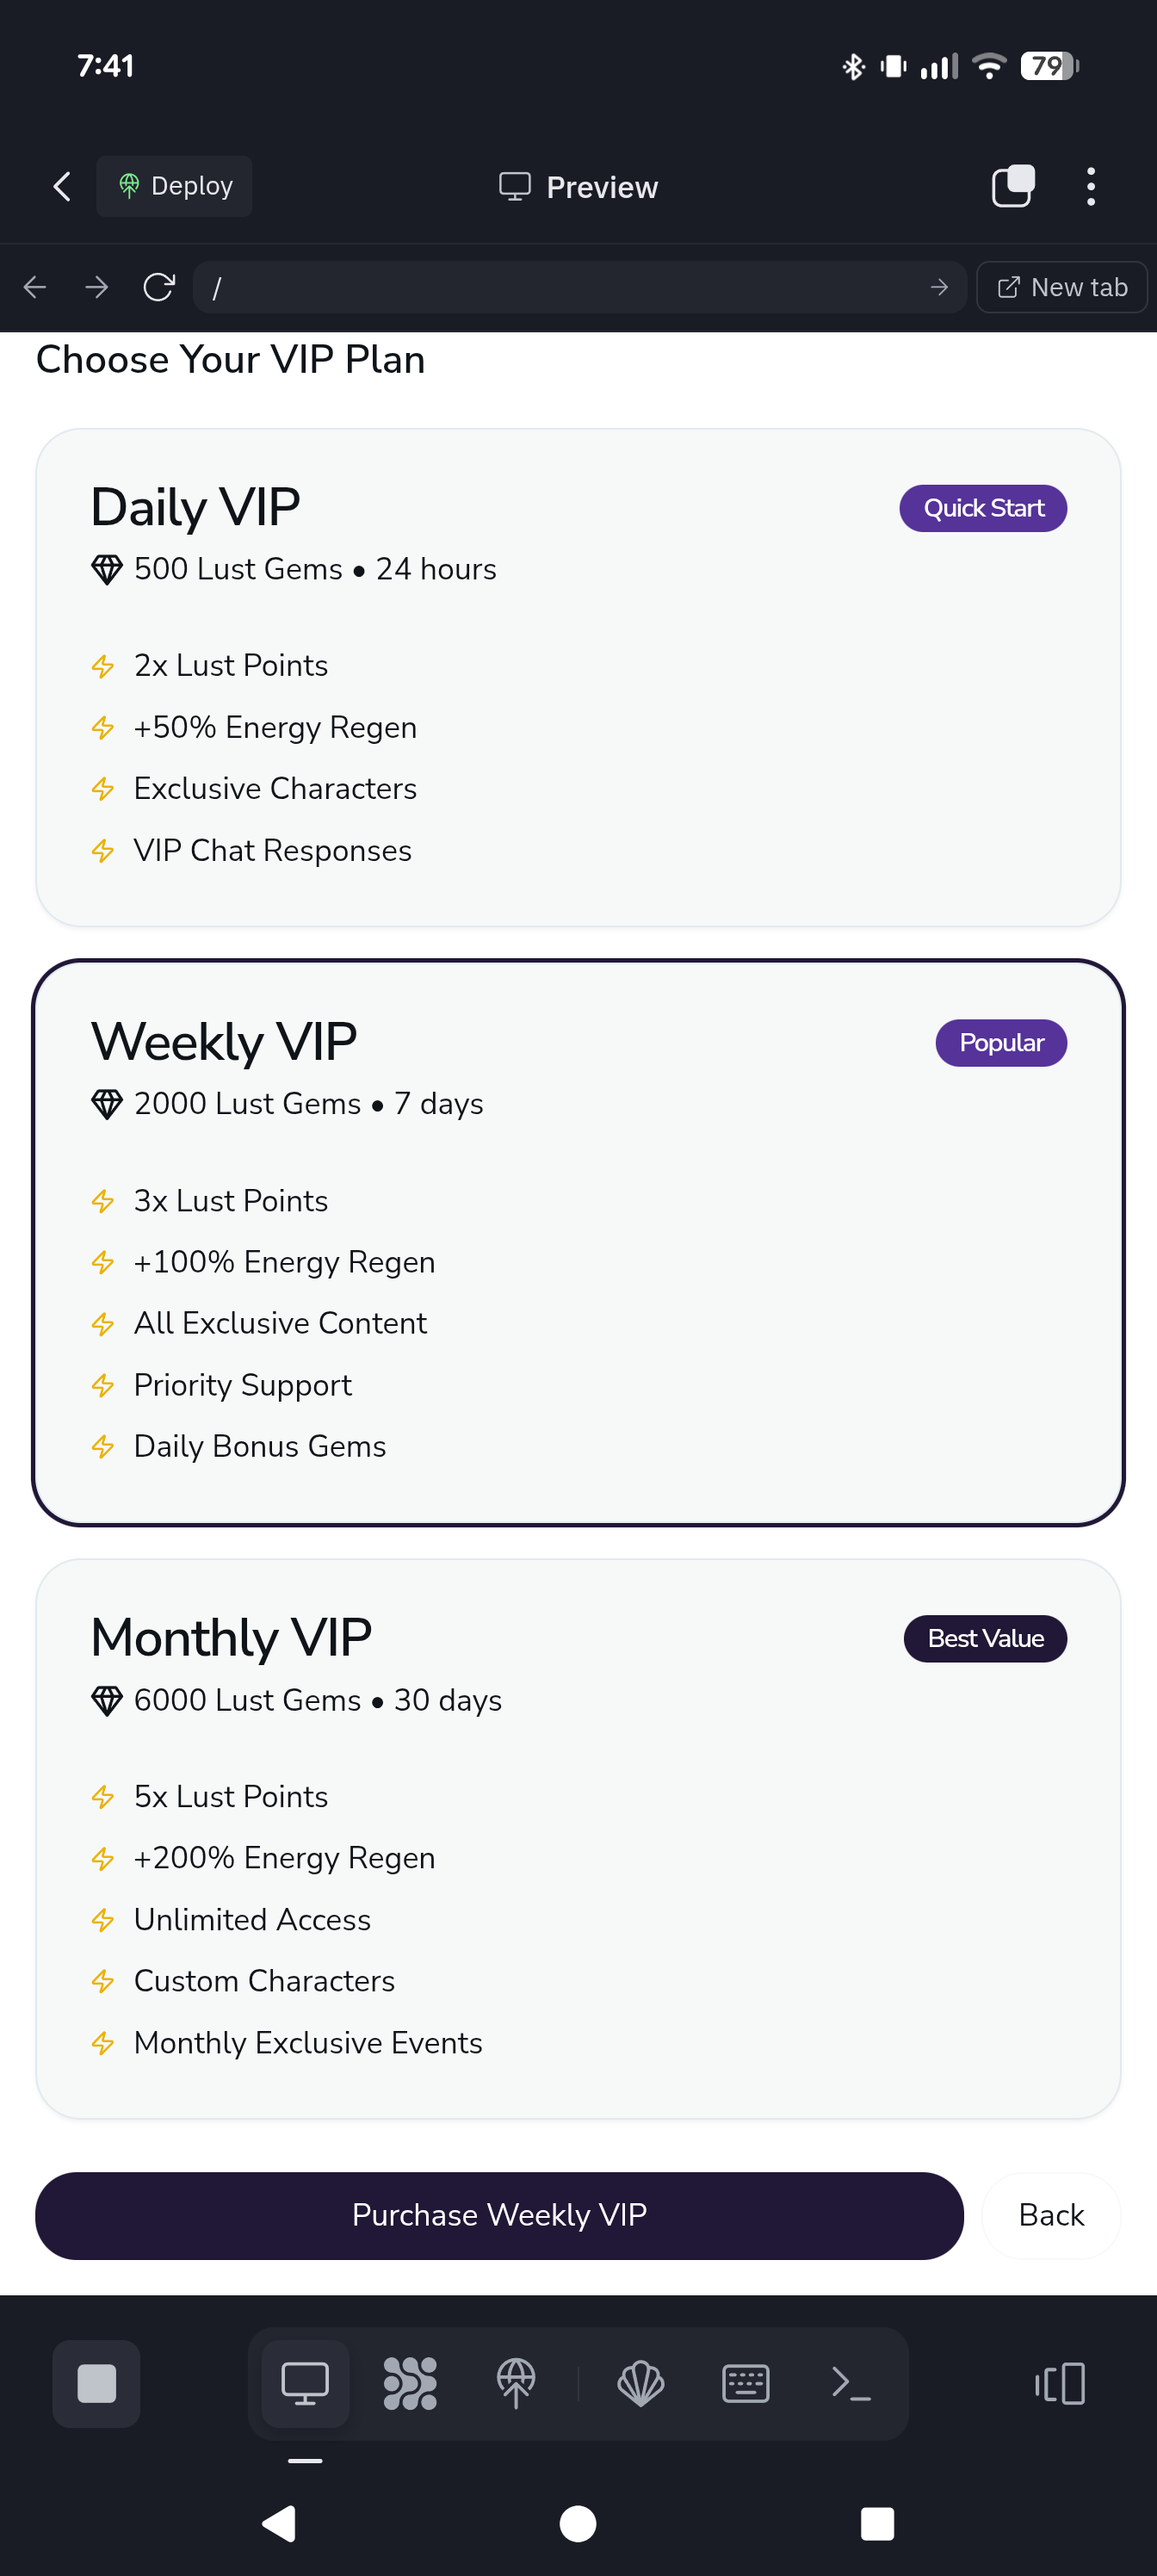 7:41
79
Deploy
Preview
/
New tab
Choose Your VIP Plan
Daily VIP
Quick Start
500 Lust Gems • 24 hours
2x Lust Points
+50% Energy Regen
Exclusive Characters
VIP Chat Responses
Weekly VIP
Popular
2000 Lust Gems • 7 days
3x Lust Points
+100% Energy Regen
All Exclusive Content
Priority Support
Daily Bonus Gems
Monthly VIP
Best Value
6000 Lust Gems • 30 days
5x Lust Points
+200% Energy Regen
Unlimited Access
Custom Characters
Monthly Exclusive Events
Purchase Weekly VIP
Back